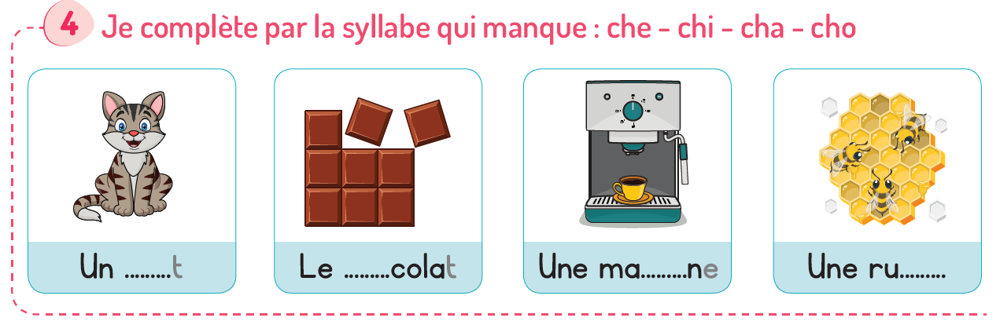 4 Je complète par la syllabe qui manque : che - chi - cha - cho
Un .........t
Le .........colat
Une ma.........ne
Une ru.........